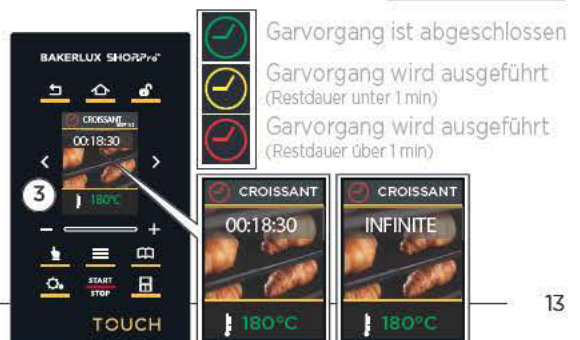 Garvorgang ist abgeschlossen
Garvorgang wird ausgeführt
(Restdauer unter 1 min)
Garvorgang wird ausgeführt
(Restdauer über 1 min)
BAKERLUX SHOP.Pro™
CROISSANT
00:18:30
180°C
3
START
STOP
TOUCH
CROISSANT
00:18:30
180°C
CROISSANT
INFINITE
180°C
13